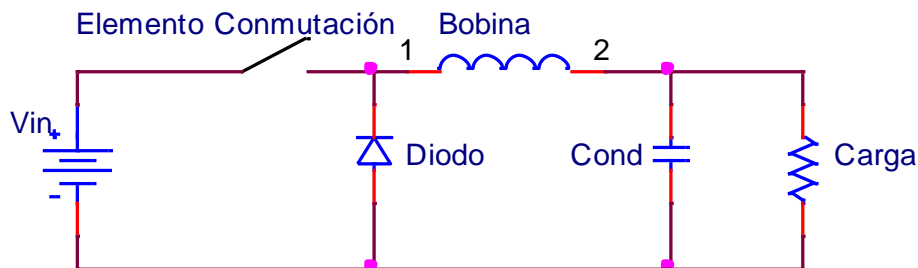 Elemento Conmutación
Bobina
1
2
Vin
+
-
Diodo
Cond
Carga